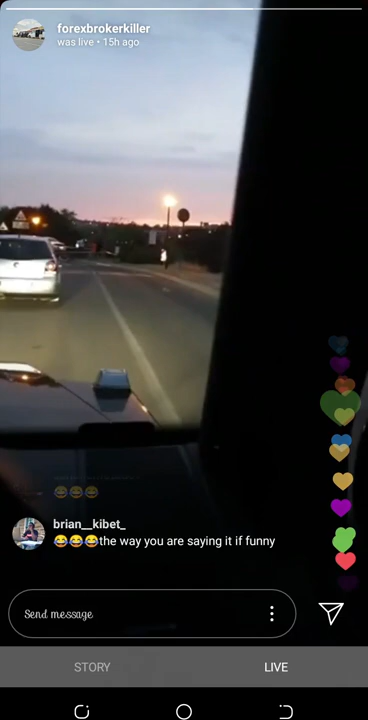 forexbrokerkiller
was live • 15h ago
😂😂😂
brian__kibet_
😂😂😂the way you are saying it if funny
Send message
STORY
LIVE